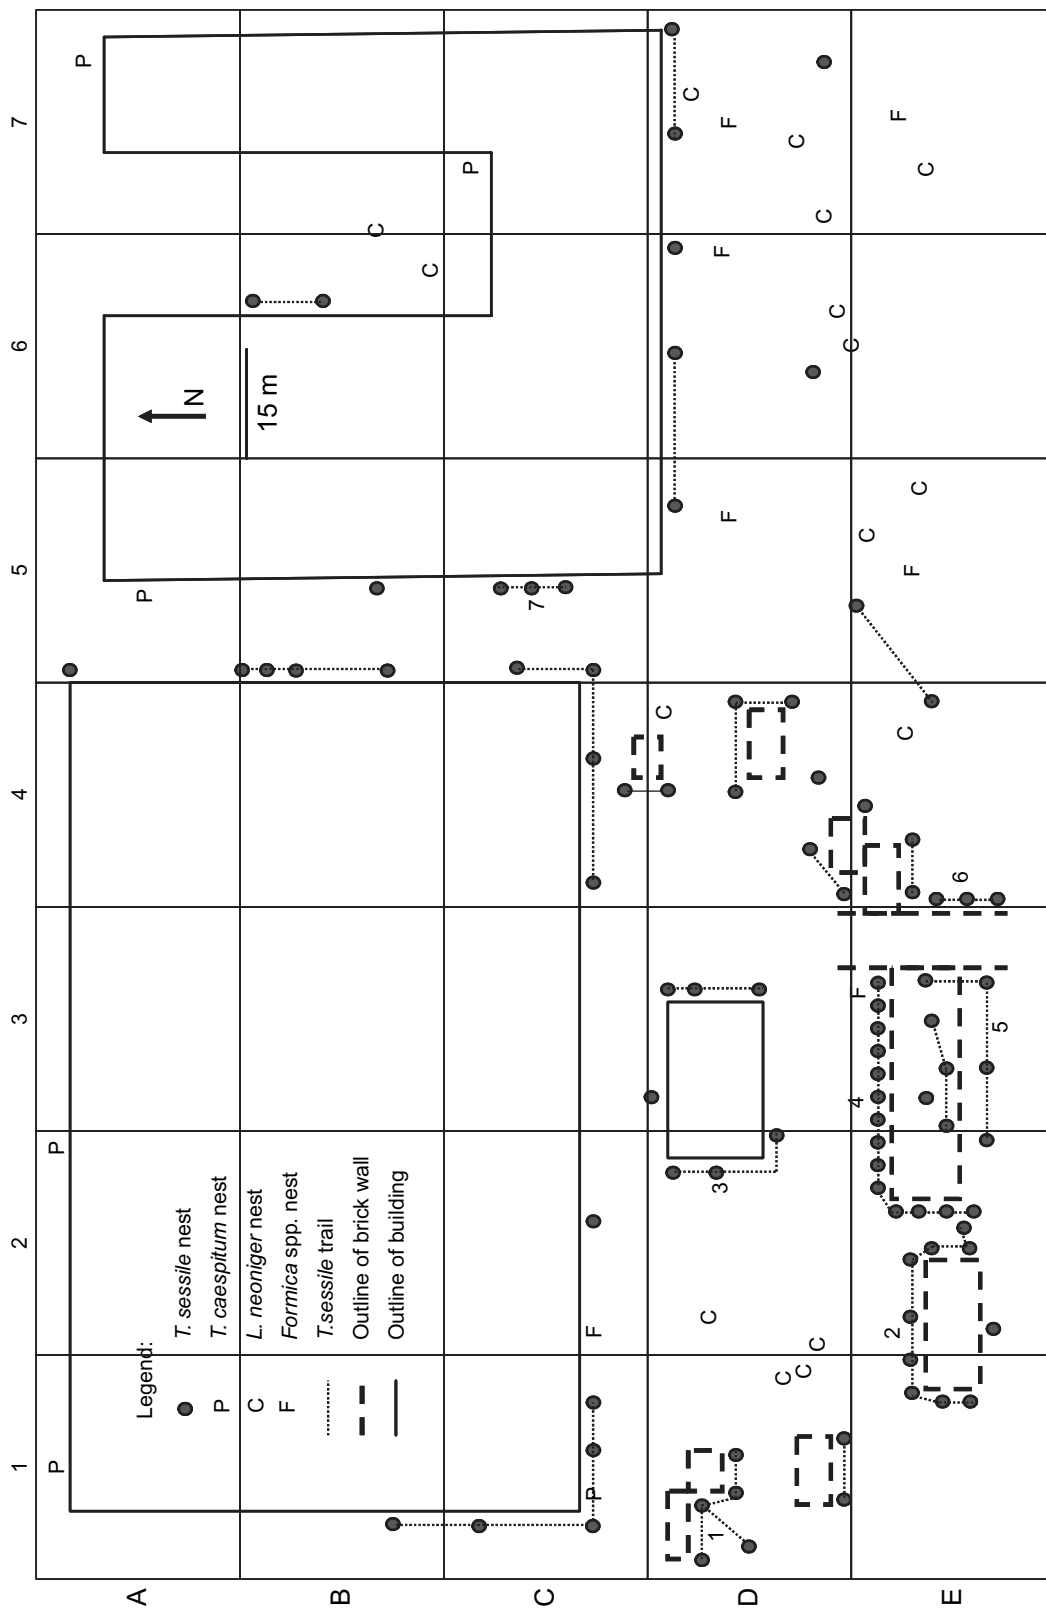 1 2 3 4 5 6 7
P P
P
A
Legend:
P
N
T. sessile nest
P T. caespitum nest
C L. neoniger nest
15 m
F Formica spp. nest
T.sessile trail
B
Outline of brick wall
C
Outline of building
C
P
7
C
P F
C
C
C
1 3
F
F F
D
C
C
C
C
C
C
C
4 F
C
2
F
C
F
C
C
E
6
5